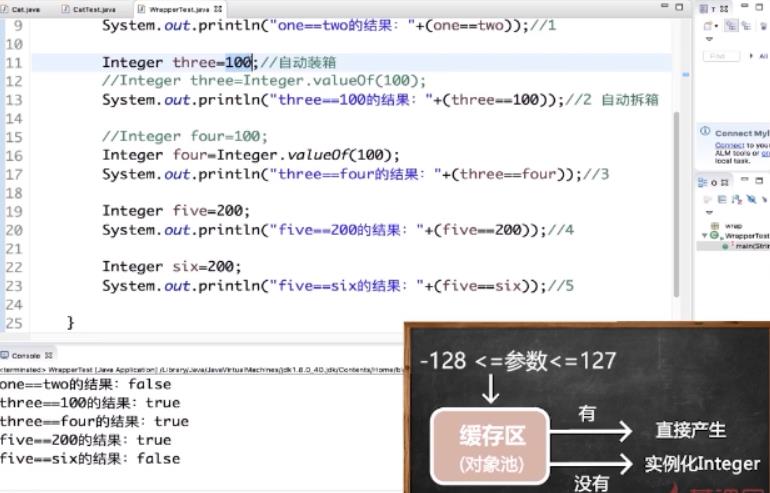 Cat.java CatTest.java WrapperTest.java
9 System.out.println("one==two的结果: "+(one==two));//1
10
11 Integer three=100;//自动装箱
12 //Integer three=Integer.valueOf(100);
13 System.out.println("three==100的结果: "+(three==100));//2 自动拆箱
14
15 //Integer four=100;
16 Integer four=Integer.valueOf(100);
17 System.out.println("three==four的结果: "+(three==four));//3
18
19 Integer five=200;
20 System.out.println("five==200的结果: "+(five==200));//4
21
22 Integer six=200;
23 System.out.println("five==six的结果: "+(five==six));//5
24
25 }
Find All
Connect Myl
Connect to your
ALM tools or
local task.
wrap
WrapperTest
main(Strin
Console
<terminated> WrapperTest [Java Application] /Library/Java/JavaVirtualMachines/jdk1.8.0_40.jdk/Contents/Home/b
one==two的结果: false
three==100的结果: true
three==four的结果: true
five==200的结果: true
five==six的结果: false
-128 <=参数<=127
缓存区
(对象池)
有
直接产生
没有
实例化Integer